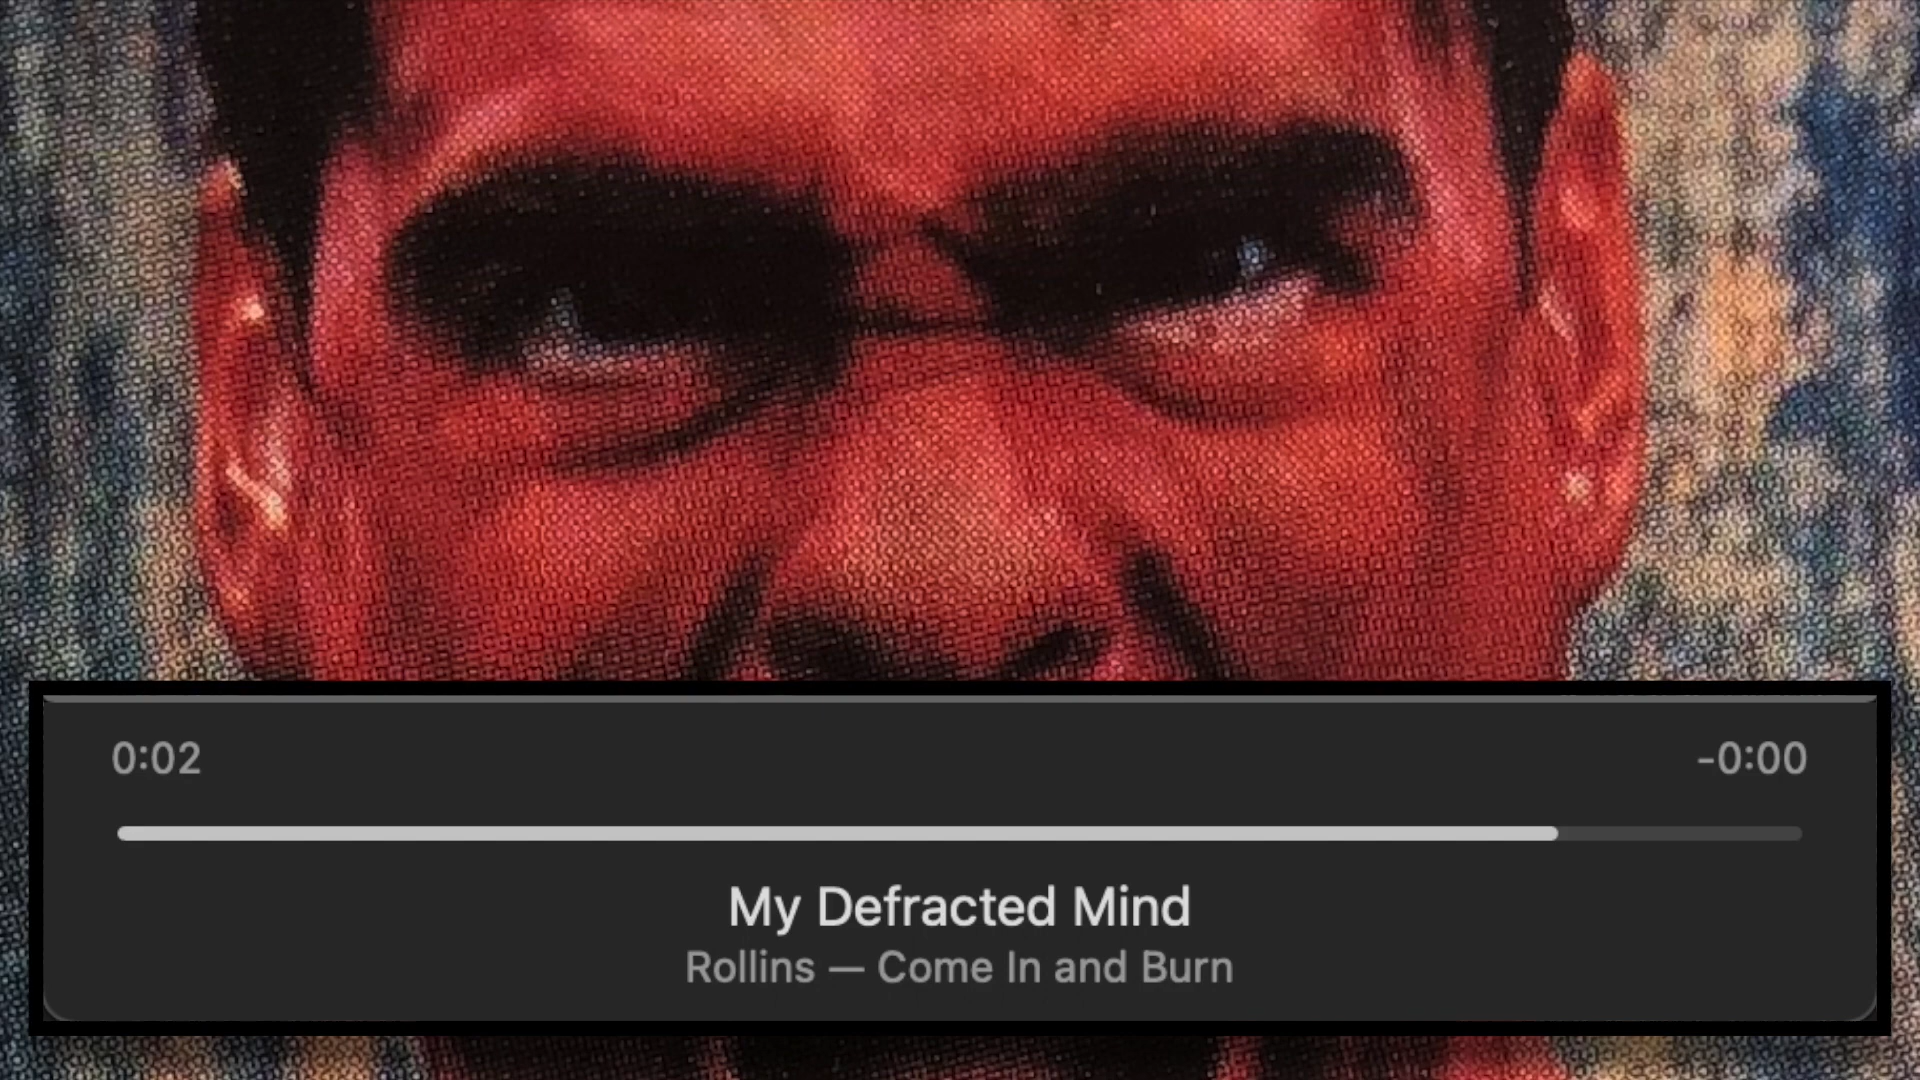 0:02 -0:00
My Defracted Mind
Rollins — Come In and Burn